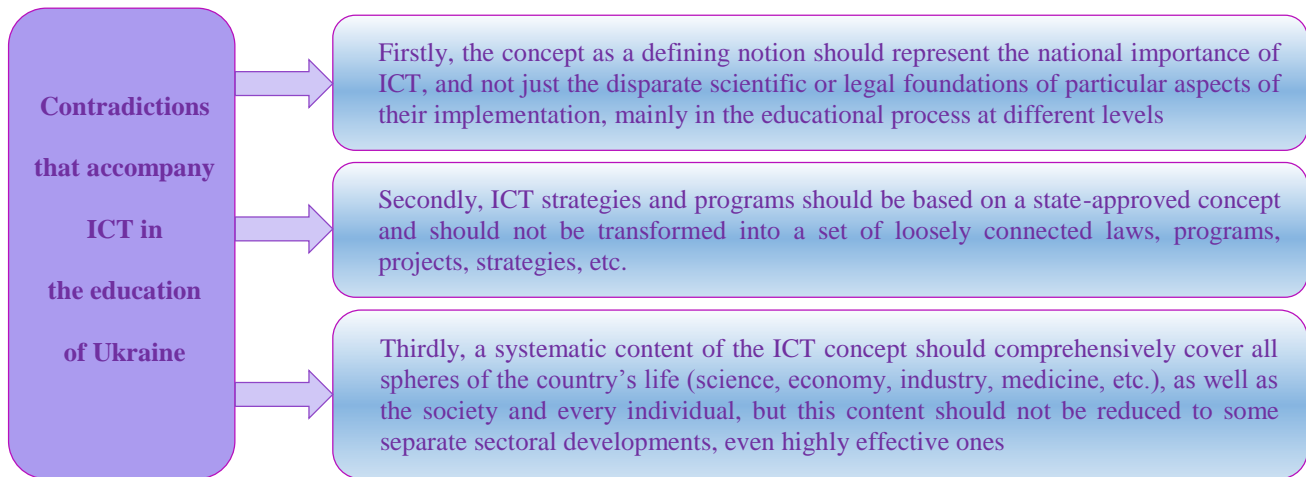 Contradictions
that accompany
ICT in
the education
of Ukraine
Firstly, the concept as a defining notion should represent the national importance of
ICT, and not just the disparate scientific or legal foundations of particular aspects of
their implementation, mainly in the educational process at different levels
Secondly, ICT strategies and programs should be based on a state-approved concept
and should not be transformed into a set of loosely connected laws, programs,
projects, strategies, etc.
Thirdly, a systematic content of the ICT concept should comprehensively cover all
spheres of the country’s life (science, economy, industry, medicine, etc.), as well as
the society and every individual, but this content should not be reduced to some
separate sectoral developments, even highly effective ones